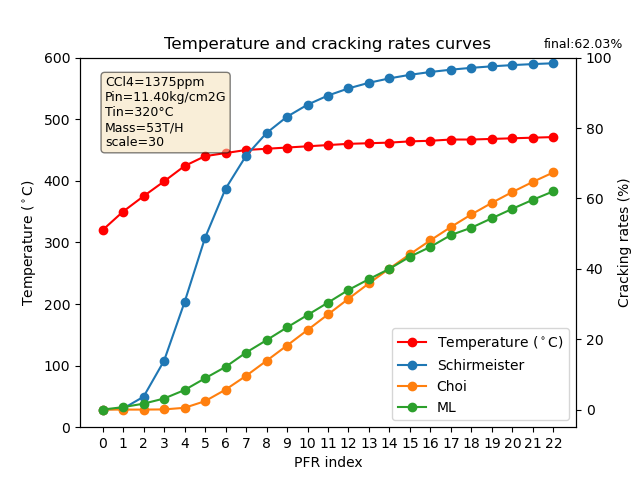 Temperature and cracking rates curves
final:62.03%
CCl4=1375ppm
Pin=11.40kg/cm2G
Tin=320°C
Mass=53T/H
scale=30
Temperature (°C)
600
500
400
300
200
100
0
Cracking rates (%)
100
80
60
40
20
0
Temperature (°C)
Schirmeister
Choi
ML
0 1 2 3 4 5 6 7 8 9 10 11 12 13 14 15 16 17 18 19 20 21 22
PFR index